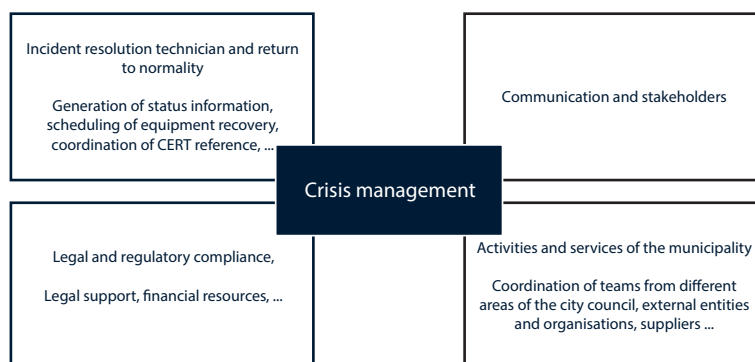 Incident resolution technician and return
to normality
Generation of status information,
scheduling of equipment recovery,
coordination of CERT reference, ...
Communication and stakeholders
Crisis management
Legal and regulatory compliance,
Legal support, financial resources, ...
Activities and services of the municipality
Coordination of teams from different
areas of the city council, external entities
and organisations, suppliers ...